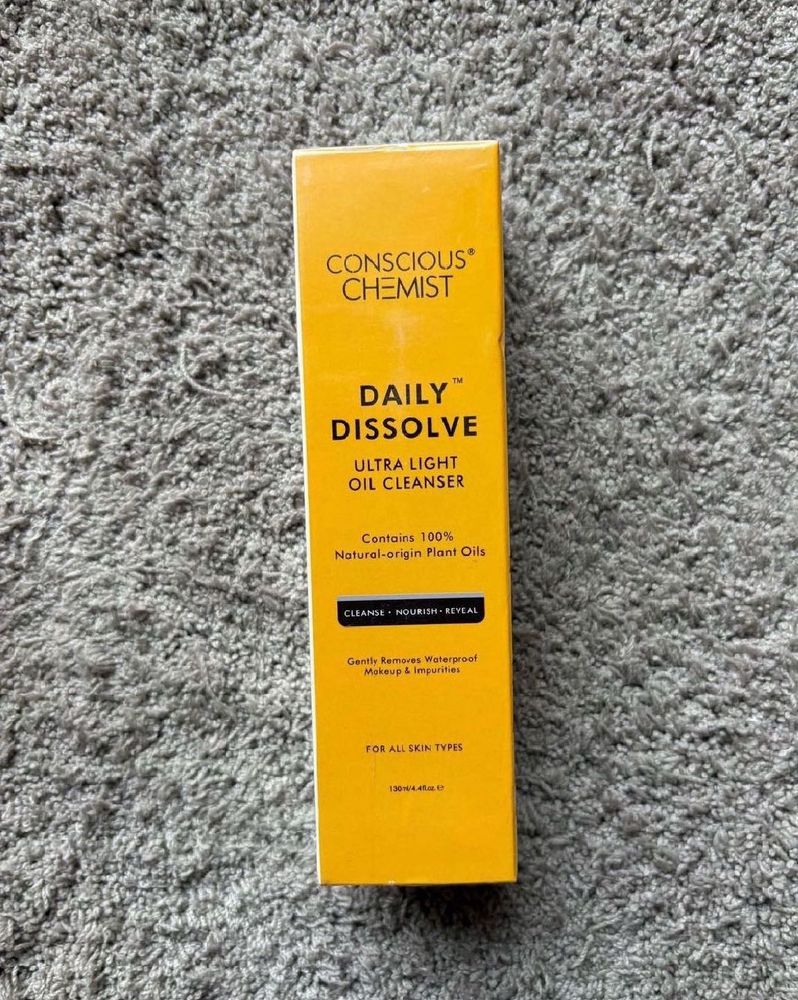 CONSCIOUS®
CHEMIST
DAILY™
DISSOLVE
ULTRA LIGHT
OIL CLEANSER
Contains 100%
Natural-origin Plant Oils
CLEANSE • NOURISH • REVEAL
Gently Removes Waterproof
Makeup & Impurities
FOR ALL SKIN TYPES
130ml/4.4fl.oz. ℮